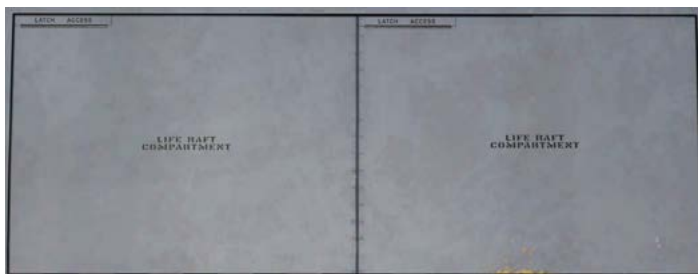 LATCH ACCESS
LATCH ACCESS
LIFE RAFT
COMPARTMENT
LIFE RAFT
COMPARTMENT